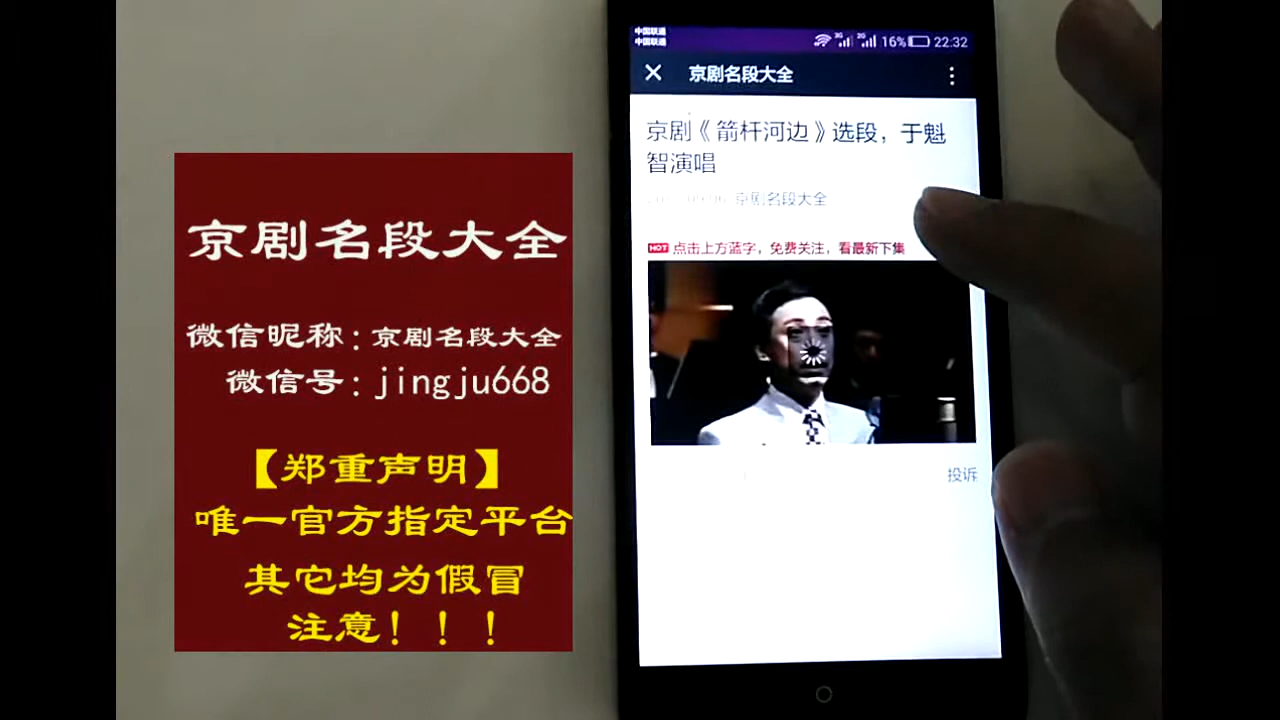 京剧名段大全
微信昵称：京剧名段大全
微信号：jingju668
【郑重声明】
唯一官方指定平台
其它均为假冒
注意！！！
中国联通
中国联通
3G 2G 16% 22:32
京剧名段大全
京剧《箭杆河边》选段，于魁
智演唱
京剧名段大全
HOT 点击上方蓝字，免费关注，看最新下集
投诉